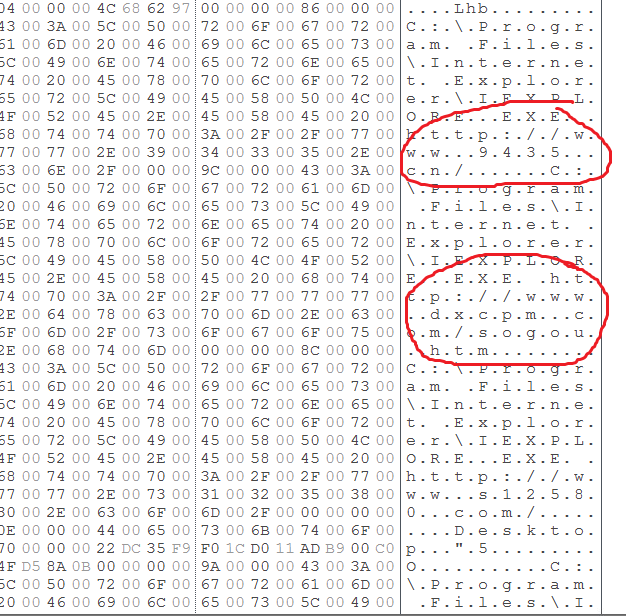 04 00 00 00 4C 68 62 97 00 00 00 00 86 00 00 00 ....Lhb.........
43 00 3A 00 5C 00 50 00 72 00 6F 00 67 00 72 00 C.:.\.P.r.o.g.r.
61 00 6D 00 20 00 46 00 69 00 6C 00 65 00 73 00 a.m. .F.i.l.e.s.
5C 00 49 00 6E 00 74 00 65 00 72 00 6E 00 65 00 \.I.n.t.e.r.n.e.
74 00 20 00 45 00 78 00 70 00 6C 00 6F 00 72 00 t. .E.x.p.l.o.r.
65 00 72 00 5C 00 49 00 45 00 58 00 50 00 4C 00 e.r.\.I.E.X.P.L.
4F 00 52 00 45 00 2E 00 45 00 58 00 45 00 20 00 O.R.E...E.X.E. .
68 00 74 00 74 00 70 00 3A 00 2F 00 2F 00 77 00 h.t.t.p.:././.w.
77 00 77 00 2E 00 39 00 34 00 33 00 35 00 2E 00 w.w...9.4.3.5...
63 00 6E 00 2F 00 00 00 9C 00 00 00 43 00 3A 00 c.n./.......C.:.
5C 00 50 00 72 00 6F 00 67 00 72 00 61 00 6D 00 \.P.r.o.g.r.a.m.
20 00 46 00 69 00 6C 00 65 00 73 00 5C 00 49 00 .F.i.l.e.s.\.I.
6E 00 74 00 65 00 72 00 6E 00 65 00 74 00 20 00 n.t.e.r.n.e.t. .
45 00 78 00 70 00 6C 00 6F 00 72 00 65 00 72 00 E.x.p.l.o.r.e.r.
5C 00 49 00 45 00 58 00 50 00 4C 00 4F 00 52 00 \.I.E.X.P.L.O.R.
45 00 2E 00 45 00 58 00 45 00 20 00 68 00 74 00 E...E.X.E. .h.t.
74 00 70 00 3A 00 2F 00 2F 00 77 00 77 00 77 00 t.p.:././.w.w.w.
2E 00 64 00 78 00 63 00 70 00 6D 00 2E 00 63 00 ..d.x.c.p.m...c.
6F 00 6D 00 2F 00 73 00 6F 00 67 00 6F 00 75 00 o.m./.s.o.g.o.u.
2E 00 68 00 74 00 6D 00 00 00 00 00 8C 00 00 00 ..h.t.m.........
43 00 3A 00 5C 00 50 00 72 00 6F 00 67 00 72 00 C.:.\.P.r.o.g.r.
61 00 6D 00 20 00 46 00 69 00 6C 00 65 00 73 00 a.m. .F.i.l.e.s.
5C 00 49 00 6E 00 74 00 65 00 72 00 6E 00 65 00 \.I.n.t.e.r.n.e.
74 00 20 00 45 00 78 00 70 00 6C 00 6F 00 72 00 t. .E.x.p.l.o.r.
65 00 72 00 5C 00 49 00 45 00 58 00 50 00 4C 00 e.r.\.I.E.X.P.L.
4F 00 52 00 45 00 2E 00 45 00 58 00 45 00 20 00 O.R.E...E.X.E. .
68 00 74 00 74 00 70 00 3A 00 2F 00 2F 00 77 00 h.t.t.p.:././.w.
77 00 77 00 2E 00 73 00 31 00 32 00 35 00 38 00 w.w...s.1.2.5.8.
30 00 2E 00 63 00 6F 00 6D 00 2F 00 00 00 00 00 0...c.o.m./.....
0E 00 00 00 44 00 65 00 73 00 6B 00 74 00 6F 00 ....D.e.s.k.t.o.
70 00 00 00 22 DC 35 F9 F0 1C D0 11 AD B9 00 C0 p...".5.........
4F D5 8A 0B 00 00 00 00 9A 00 00 00 43 00 3A 00 O...........C.:.
5C 00 50 00 72 00 6F 00 67 00 72 00 61 00 6D 00 \.P.r.o.g.r.a.m.
20 00 46 00 69 00 6C 00 65 00 73 00 5C 00 49 00 .F.i.l.e.s.\.I.